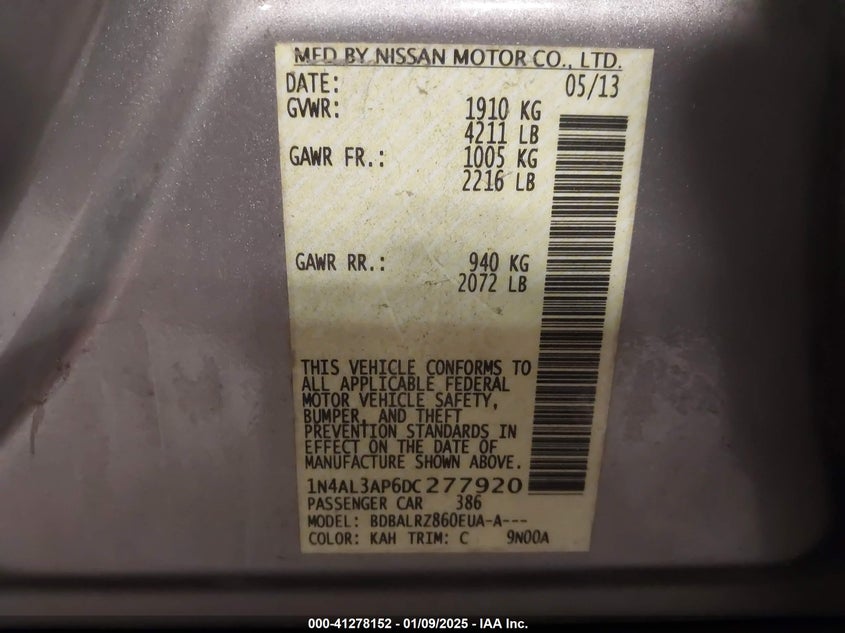 MFD BY NISSAN MOTOR CO., LTD.
DATE: 05/13
GVWR: 1910 KG
4211 LB
GAWR FR.: 1005 KG
2216 LB
GAWR RR.: 940 KG
2072 LB
THIS VEHICLE CONFORMS TO
ALL APPLICABLE FEDERAL
MOTOR VEHICLE SAFETY,
BUMPER, AND THEFT
PREVENTION STANDARDS IN
EFFECT ON THE DATE OF
MANUFACTURE SHOWN ABOVE.
1N4AL3AP6DC277920
PASSENGER CAR 386
MODEL: BDBALRZ860EUA-A---
COLOR: KAH TRIM: C 9N00A
000-41278152 — 01/09/2025 — IAA Inc.